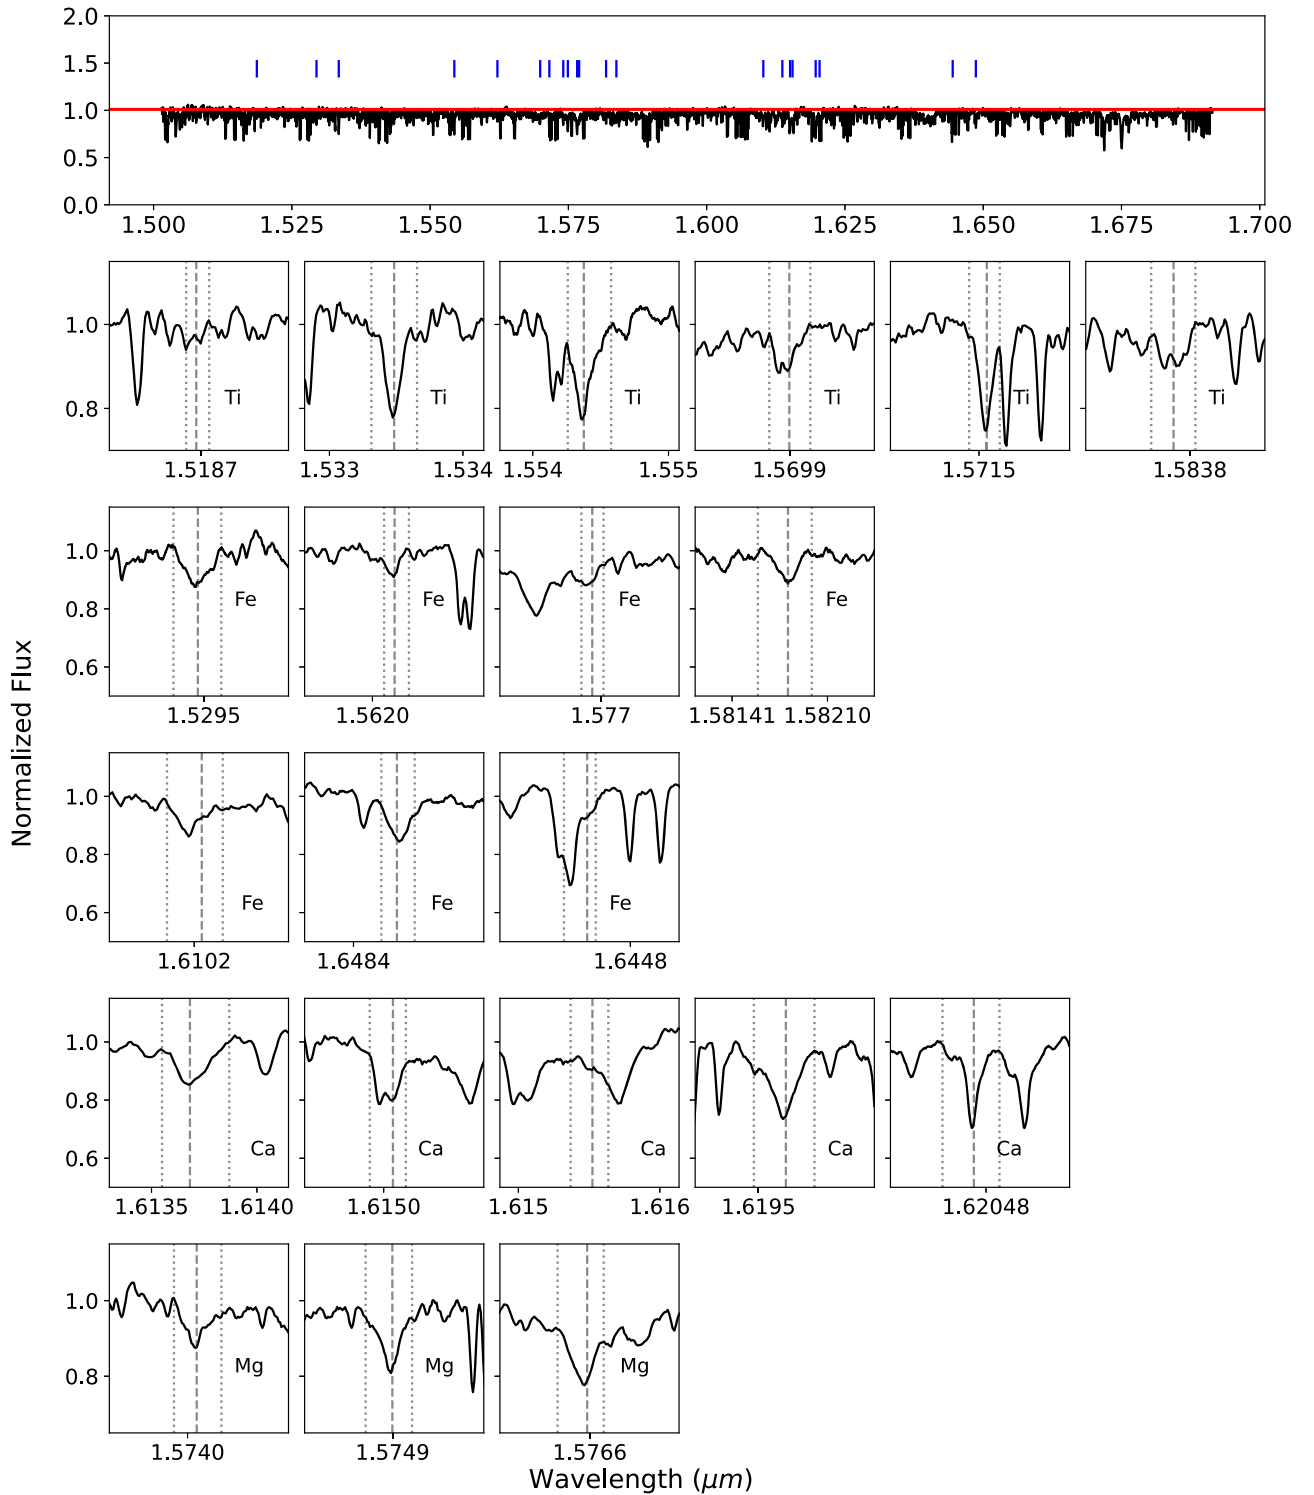 2.0
1.5
1.0
0.5
0.0
1.500 1.525 1.550 1.575 1.600 1.625 1.650 1.675 1.700
1.0
0.8
Ti Ti Ti Ti Ti Ti
1.5187 1.533 1.534 1.554 1.555 1.5699 1.5715 1.5838
1.0
0.8
0.6
Fe Fe Fe Fe
1.5295 1.5620 1.577 1.58141 1.58210
Normalized Flux
1.0
0.8
0.6
Fe Fe Fe
1.6102 1.6484 1.6448
1.0
0.8
0.6
Ca Ca Ca Ca Ca
1.6135 1.6140 1.6150 1.615 1.616 1.6195 1.62048
1.0
0.8
Mg Mg Mg
1.5740 1.5749 1.5766
Wavelength (μm)